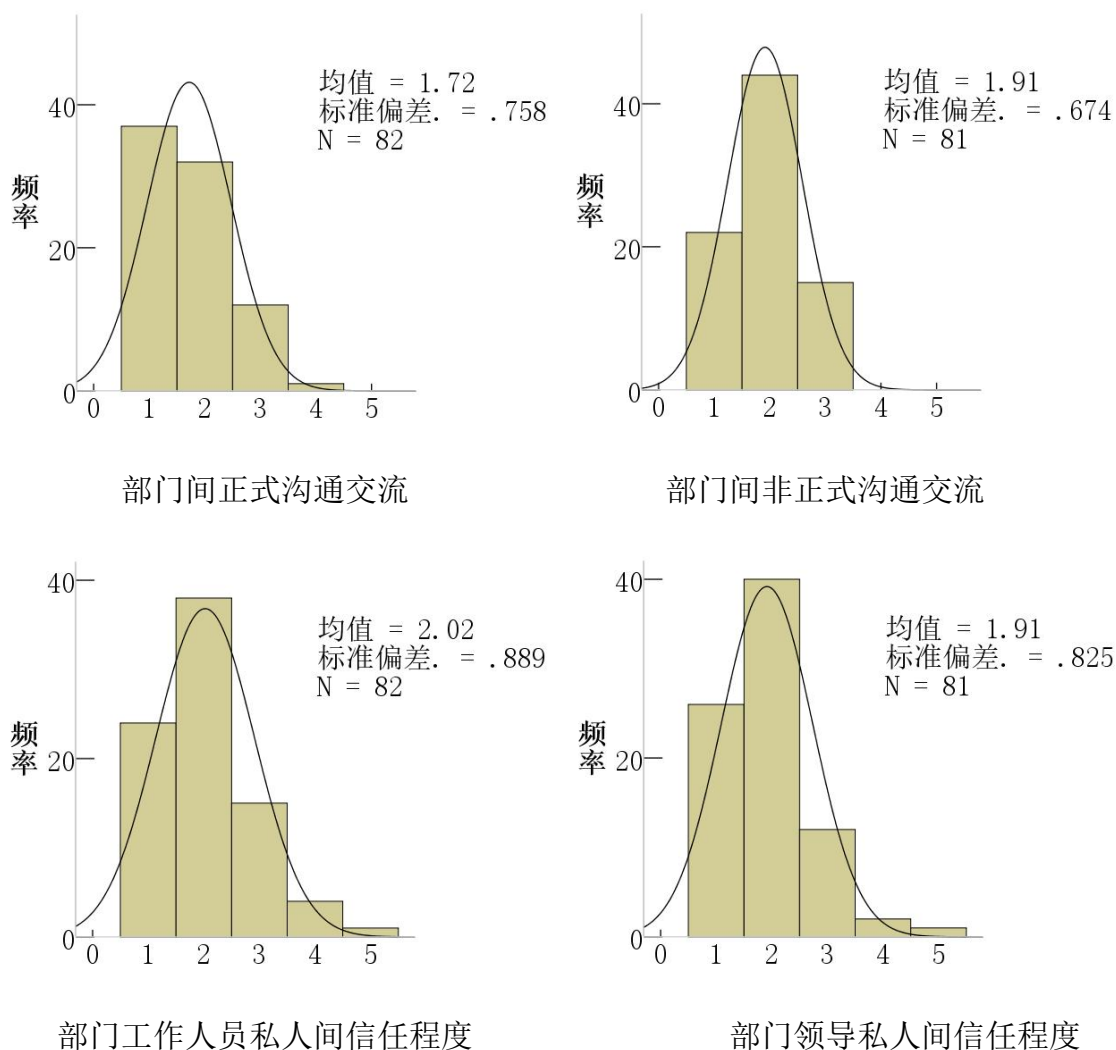 均值 = 1.72
标准偏差. = .758
N = 82
40
20
0
频率
0 1 2 3 4 5
部门间正式沟通交流
均值 = 1.91
标准偏差. = .674
N = 81
40
20
0
频率
0 1 2 3 4 5
部门间非正式沟通交流
均值 = 2.02
标准偏差. = .889
N = 82
40
20
0
频率
0 1 2 3 4 5
部门工作人员私人间信任程度
均值 = 1.91
标准偏差. = .825
N = 81
40
20
0
频率
0 1 2 3 4 5
部门领导私人间信任程度